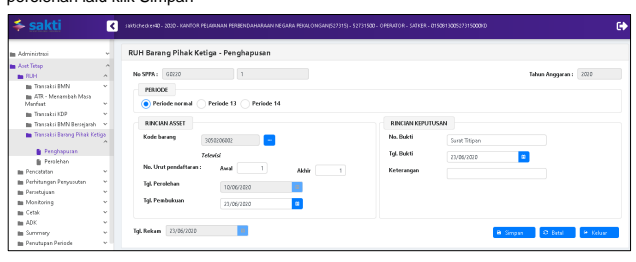 perolehan lalu klik Simpan
sakti
saktichecker40 - 2020 - KANTOR PELAYANAN PERBENDAHARAAN NEGARA PEKALONGAN(527315) - 52731500 - OPERATOR - SATKER - 015081300527315000KD
Administrasi
Aset Tetap
RUH
Transaksi BMN
ATR - Menambah Masa Manfaat
Transaksi KDP
Transaksi BMN Bersejarah
Transaksi Barang Pihak Ketiga
Penghapusan
Perolehan
Pencatatan
Perhitungan Penyusutan
Persetujuan
Monitoring
Cetak
ADK
Summary
Penutupan Periode
RUH Barang Pihak Ketiga - Penghapusan
No SPPA : G0220 1 Tahun Anggaran : 2020
PERIODE
Periode normal Periode 13 Periode 14
RINCIAN ASSET
Kode barang 3050206002
Televisi
No. Urut pendaftaran : Awal 1 Akhir 1
Tgl. Perolehan 10/06/2020
Tgl. Pembukuan 23/06/2020
RINCIAN KEPUTUSAN
No. Bukti Surat Titipan
Tgl. Bukti 23/06/2020
Keterangan
Tgl. Rekam 23/06/2020
Simpan Batal Keluar